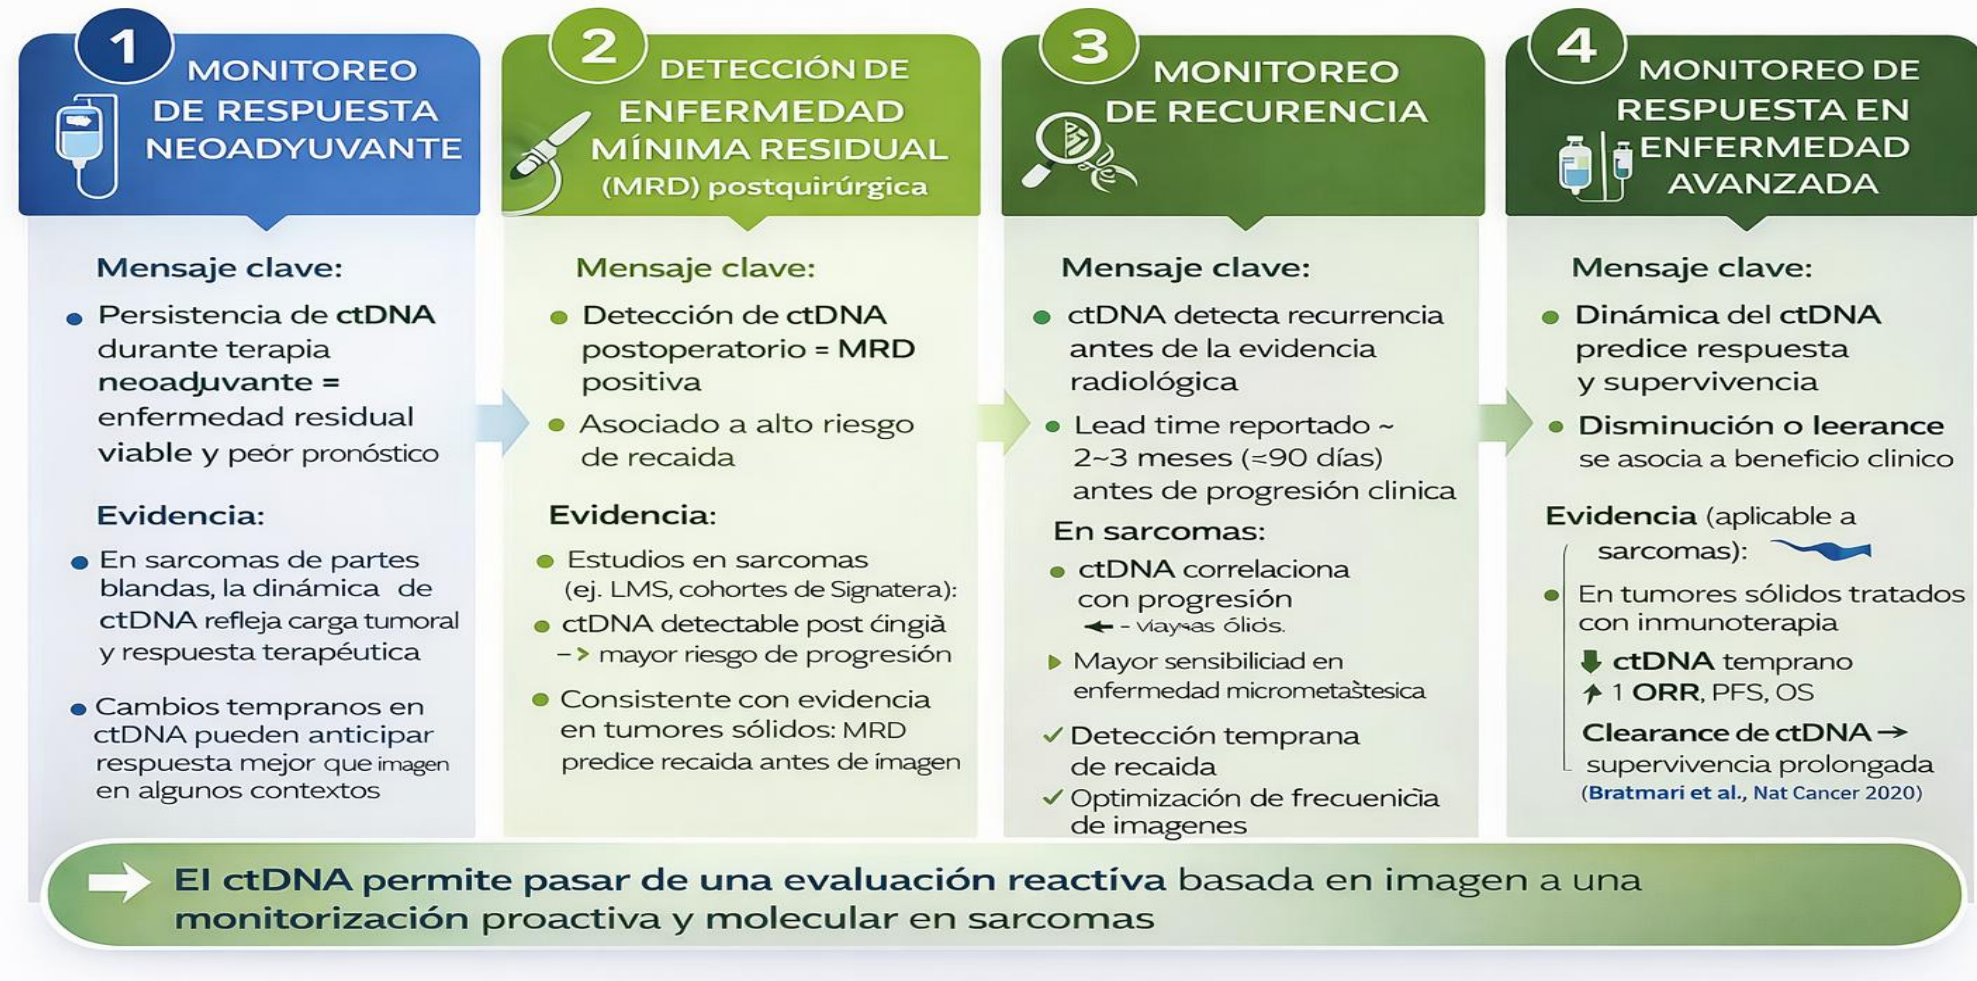 1
MONITOREO
DE RESPUESTA
NEOADYUVANTE
Mensaje clave:
Persistencia de ctDNA
durante terapia
neoadjuvante =
enfermedad residual
viable y peór pronóstico
Evidencia:
En sarcomas de partes
blandas, la dinámica de
ctDNA refleja carga tumoral
y respuesta terapéutica
Cambios tempranos en
ctDNA pueden anticipar
respuesta mejor que imagen
en algunos contextos
2
DETECCIÓN DE
ENFERMEDAD
MÍNIMA RESIDUAL
(MRD) postquirúrgica
Mensaje clave:
Detección de ctDNA
postoperatorio = MRD
positiva
Asociado a alto riesgo
de recaida
Evidencia:
Estudios en sarcomas
(ej. LMS, cohortes de Signatera):
ctDNA detectable post ćingià
–> mayor riesgo de progresión
Consistente con evidencia
en tumores sólidos: MRD
predice recaida antes de ímagen
3
MONITOREO
DE RECURENCIA
Mensaje clave:
ctDNA detecta recurrencia
antes de la evidencia
radiológica
Lead time reportado ~
2~3 meses (≤90 días)
antes de progresión clinica
En sarcomas:
ctDNA correlaciona
con progresión
Mayor sensibiliciad en
enfermedad micrometaàtesica
✓ Detección temprana
de recaida
✓ Optimización de frecuenicia
de imagenes
4
MONITOREO DE
RESPUESTA EN
ENFERMEDAD
AVANZADA
Mensaje clave:
Dinámica del ctDNA
predice respuesta
y supervivencia
Disminución o leerance
se asocia a beneficio clinico
Evidencia (aplicable a
sarcomas):
En tumores sólidos tratados
con inmunoterapia
ctDNA temprano
1 ORR, PFS, OS
Clearance de ctDNA →
supervivencia prolongada
(Bratmari et al., Nat Cancer 2020)
El ctDNA permite pasar de una evaluación reactíva basada en imagen a una
monitorización proactiva y molecular en sarcomas